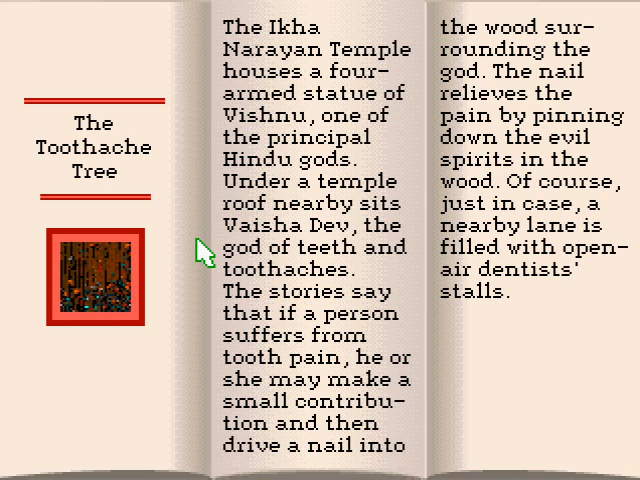 The
Toothache
Tree
The Ikha
Narayan Temple
houses a four-
armed statue of
Vishnu, one of
the principal
Hindu gods.
Under a temple
roof nearby sits
Vaisha Dev, the
god of teeth and
toothaches.
The stories say
that if a person
suffers from
tooth pain, he or
she may make a
small contribu-
tion and then
drive a nail into
the wood sur-
rounding the
god. The nail
relieves the
pain by pinning
down the evil
spirits in the
wood. Of course,
just in case, a
nearby lane is
filled with open-
air dentists'
stalls.